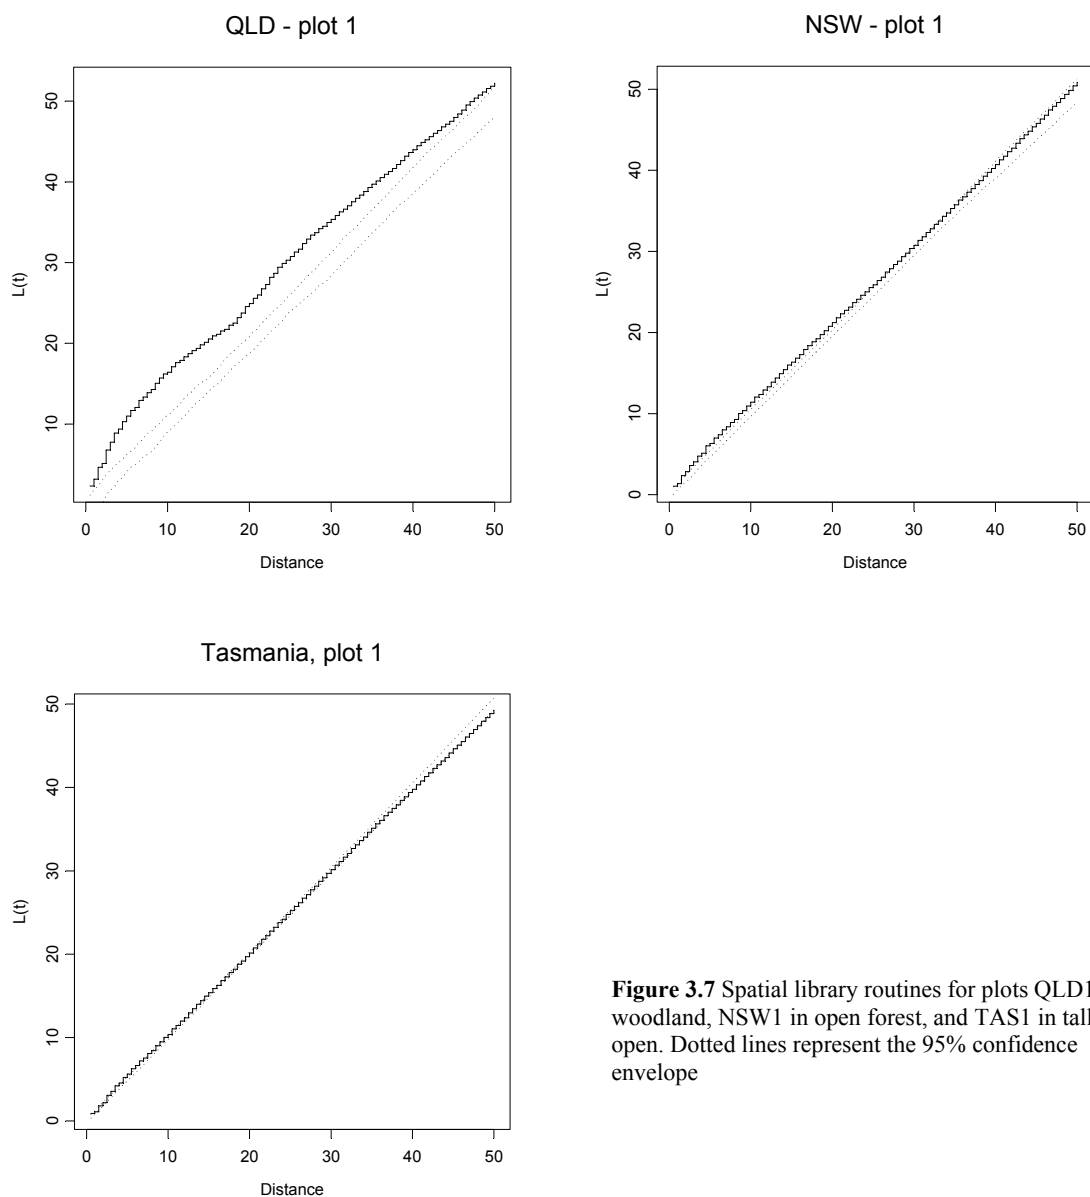 QLD - plot 1
50
40
30
20
10
L(t)
0 10 20 30 40 50
Distance
NSW - plot 1
50
40
30
20
10
0
L(t)
0 10 20 30 40 50
Distance
Tasmania, plot 1
50
40
30
20
10
0
L(t)
0 10 20 30 40 50
Distance
Figure 3.7 Spatial library routines for plots QLD1
woodland, NSW1 in open forest, and TAS1 in tall
open. Dotted lines represent the 95% confidence
envelope